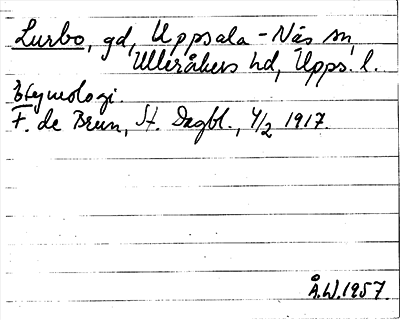 Lurbo, gd, Uppsala-Näs sn,
Ulleråkers hd, Upps. l.
Etymologi.
F. de Brun, St. Dagbl., 4/2 1917.
Å.W.1957.